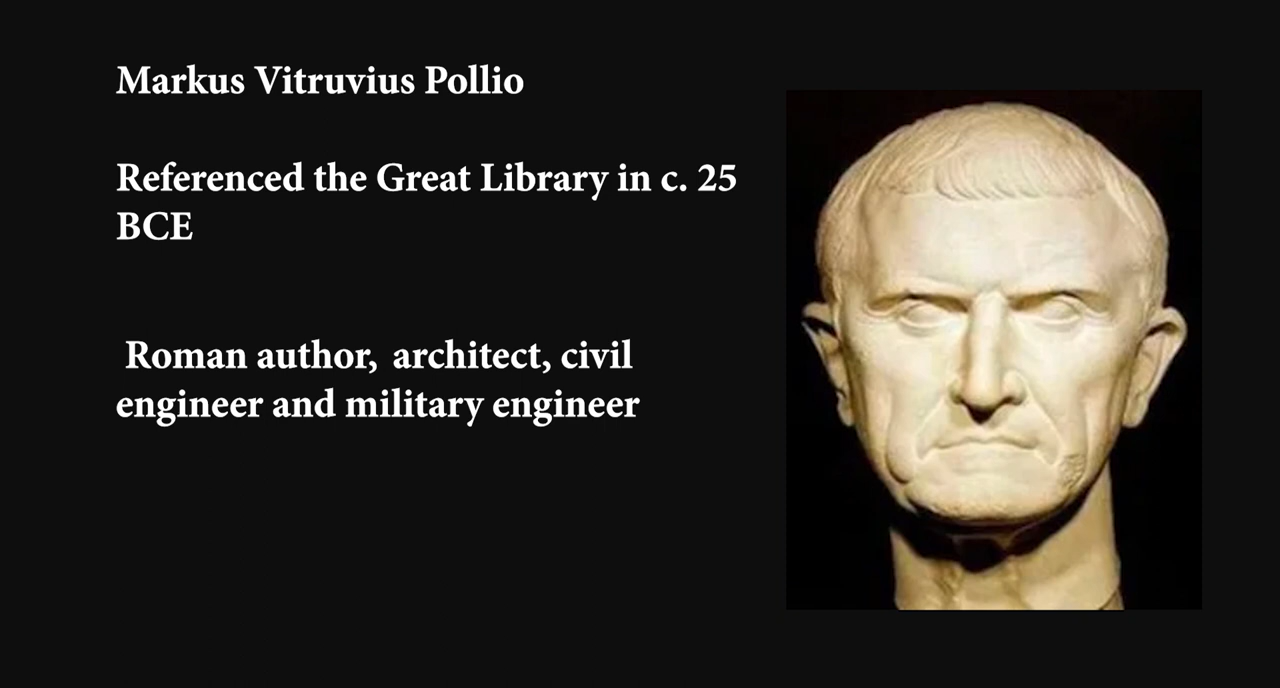 Markus Vitruvius Pollio
Referenced the Great Library in c. 25
BCE
Roman author, architect, civil
engineer and military engineer